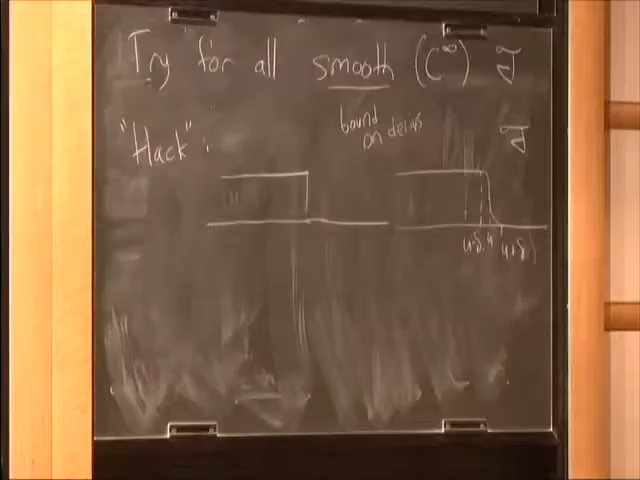 Try for all smooth (C^∞)
bound
on derivs
"Hack":
u-δ u u+δ